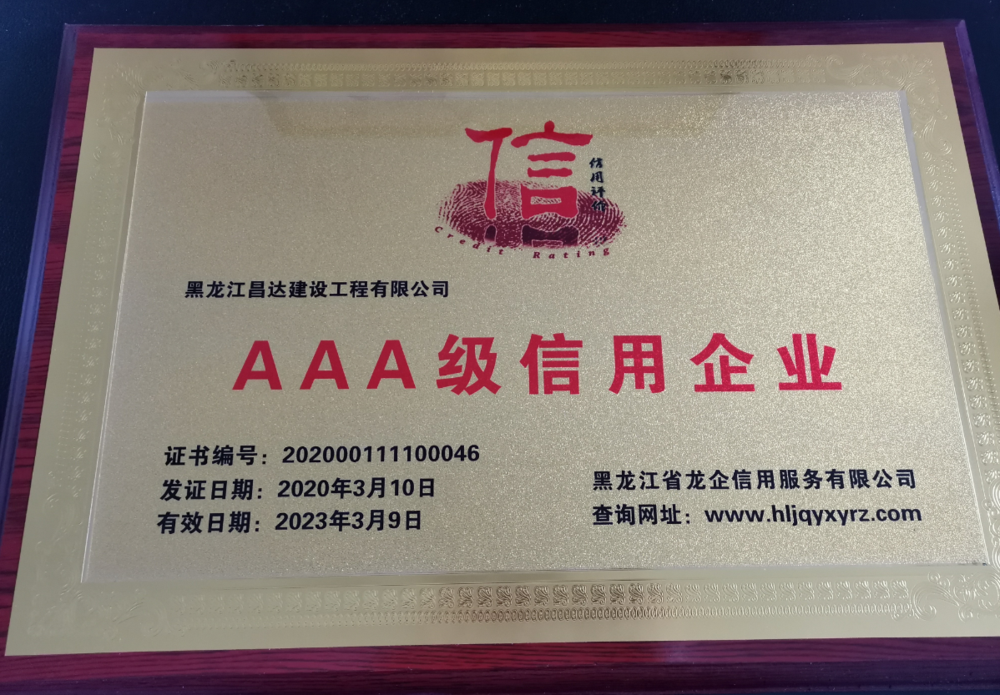 信
信用评价
Credit Rating
黑龙江昌达建设工程有限公司
AAA级信用企业
证书编号：202000111100046
发证日期：2020年3月10日
有效日期：2023年3月9日
黑龙江省龙企信用服务有限公司
查询网址：www.hljqyxyrz.com